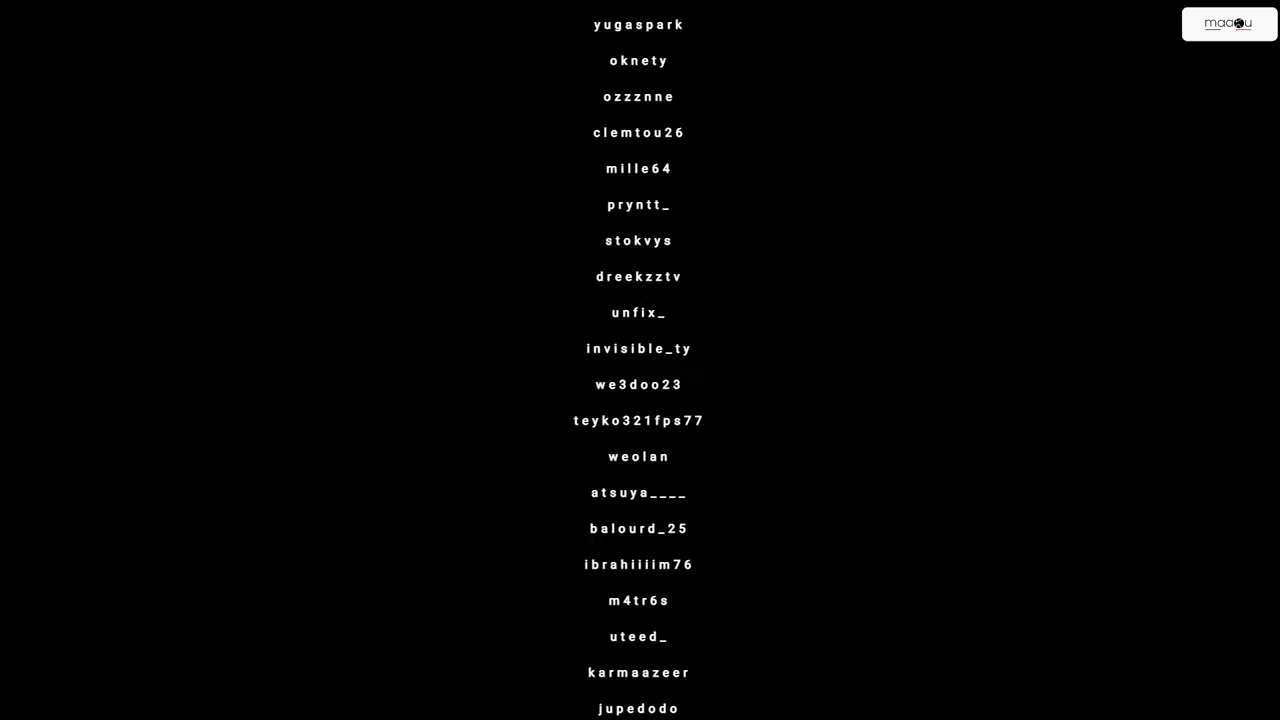 yugaspark
maaou
oknety
ozzznne
clemtou26
mille64
pryntt_
stokvys
dreekzztv
unfix_
invisible_ty
we3doo23
teyko321fps77
weolan
atsuya____
balourd_25
ibrahiiiim76
m4tr6s
uteed_
karmaazeer
jupedodo